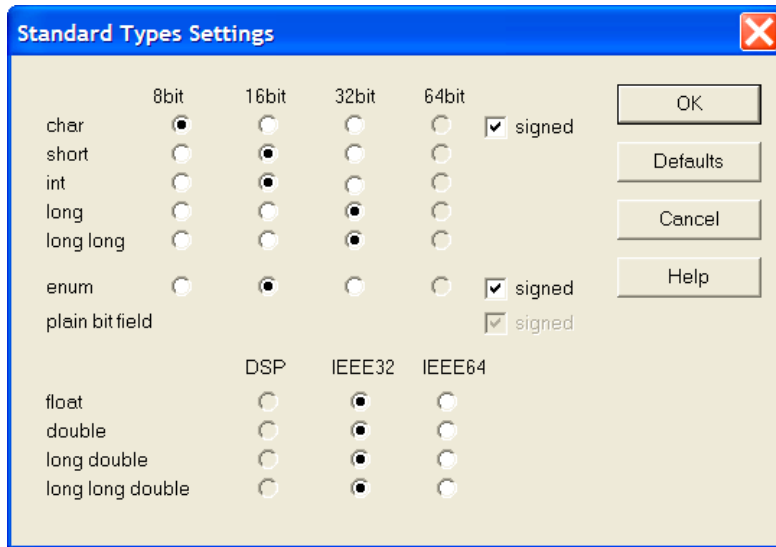 Standard Types Settings
8bit 16bit 32bit 64bit
char signed
short
int
long
long long
enum signed
plain bit field signed
DSP IEEE32 IEEE64
float
double
long double
long long double
OK
Defaults
Cancel
Help